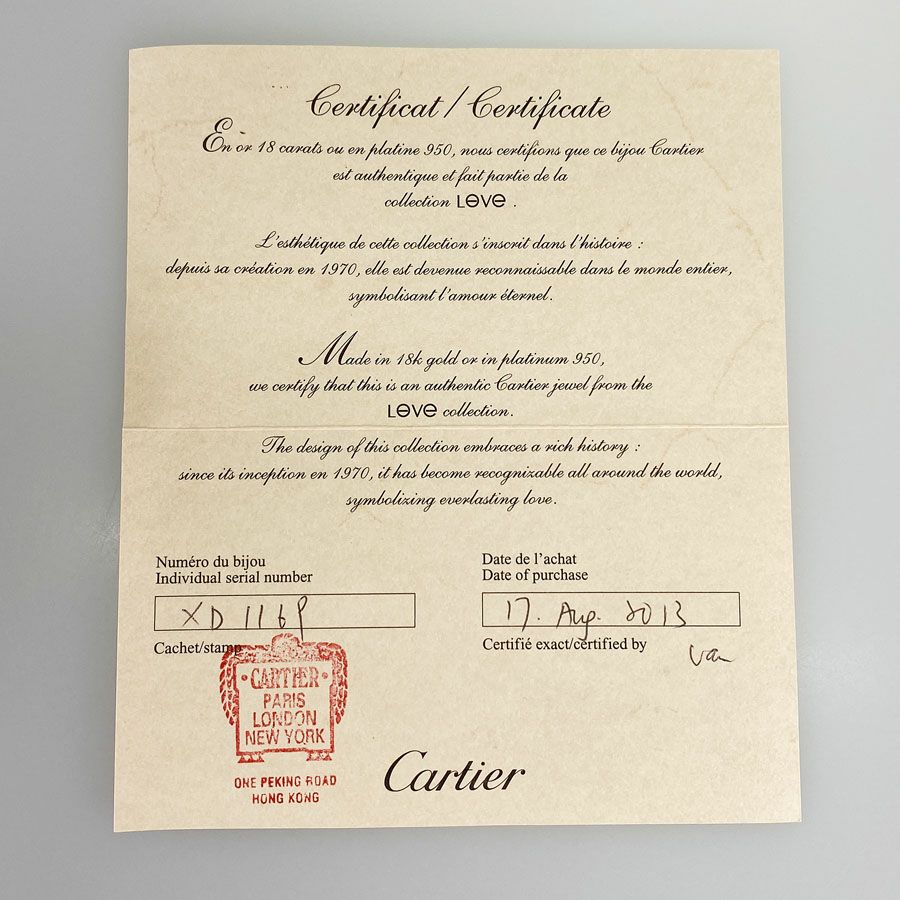 Certificat / Certificate
En or 18 carats ou en platine 950, nous certifions que ce bijou Cartier
est authentique et fait partie de la
collection LOVE .
L'esthétique de cette collection s'inscrit dans l'histoire :
depuis sa création en 1970, elle est devenue reconnaissable dans le monde entier,
symbolisant l'amour éternel.
Made in 18k gold or in platinum 950,
we certify that this is an authentic Cartier jewel from the
LOVE collection.
The design of this collection embraces a rich history :
since its inception en 1970, it has become recognizable all around the world,
symbolizing everlasting love.
Numéro du bijou
Individual serial number
XD 1169
Date de l'achat
Date of purchase
17. Aug. 2013
Cachet/stamp
Certifié exact/certified by
CARTIER
PARIS
LONDON
NEW YORK
ONE PEKING ROAD
HONG KONG
Cartier